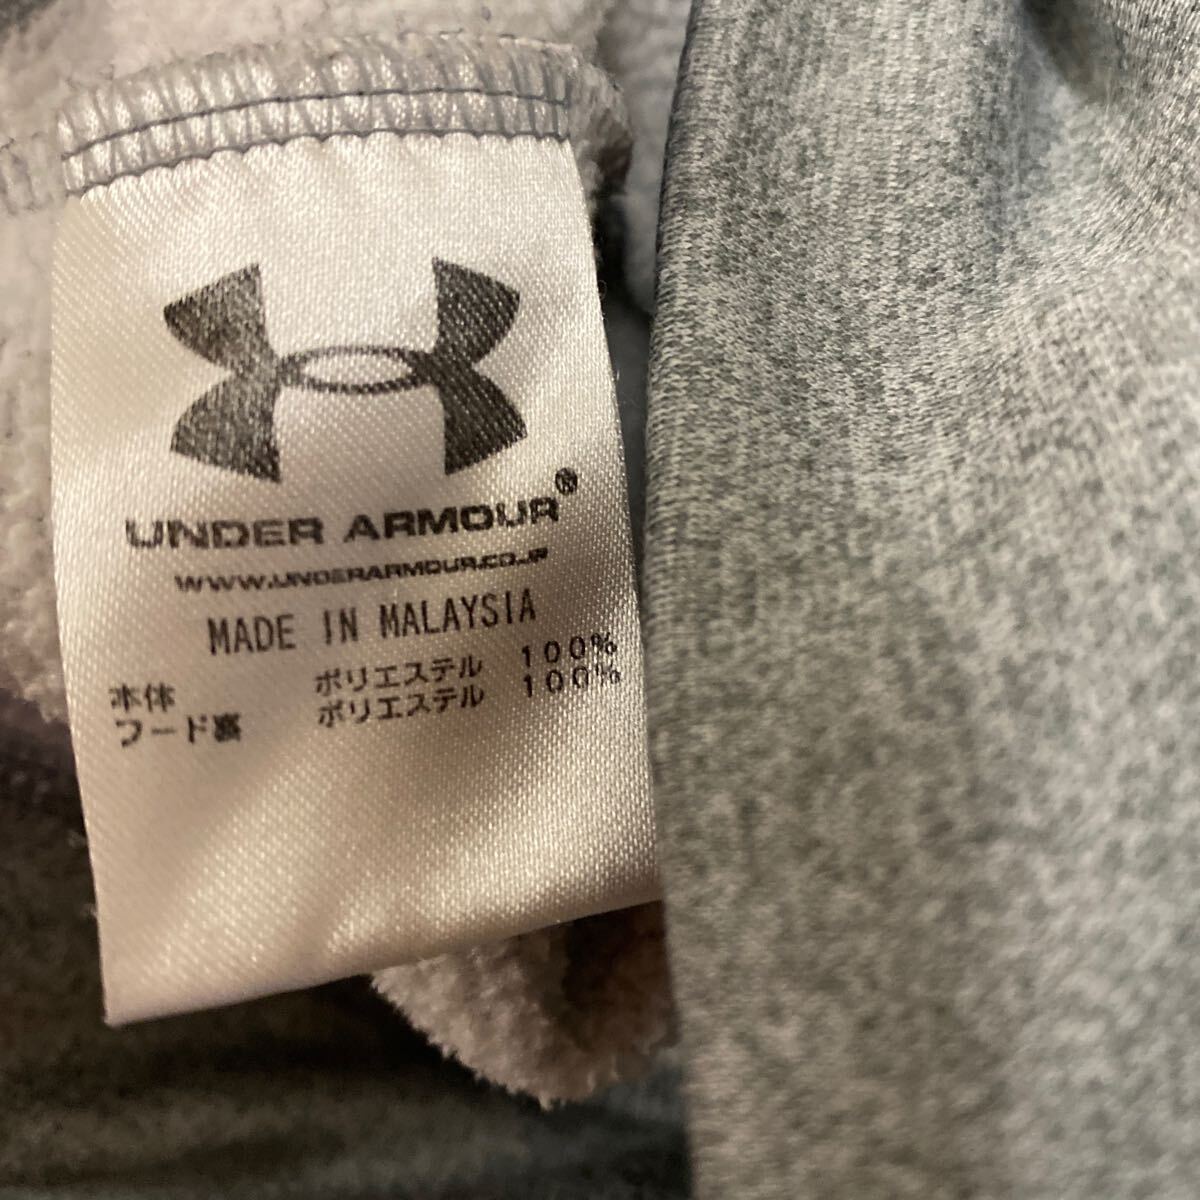 UNDER ARMOUR®
WWW.UNDERARMOUR.CO.JP
MADE IN MALAYSIA
本体 ポリエステル 100%
フード裏 ポリエステル 100%